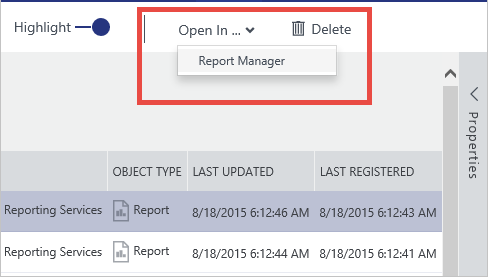 Highlight Open In ... Delete
Report Manager
Properties
OBJECT TYPE LAST UPDATED LAST REGISTERED
Reporting Services Report 8/18/2015 6:12:46 AM 8/18/2015 6:12:43 AM
Reporting Services Report 8/18/2015 6:12:44 AM 8/18/2015 6:12:41 AM